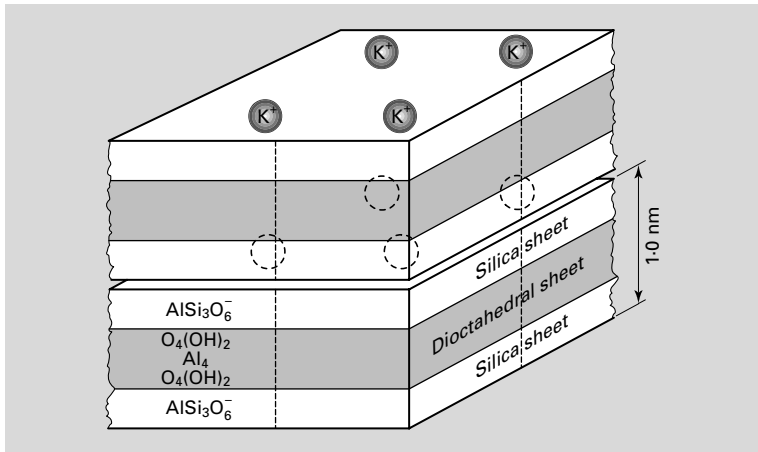 K⁺
K⁺
K⁺
K⁺
1·0 nm
Silica sheet
Dioctahedral sheet
Silica sheet
AlSi₃O₆⁻
O₄(OH)₂
Al₄
O₄(OH)₂
AlSi₃O₆⁻